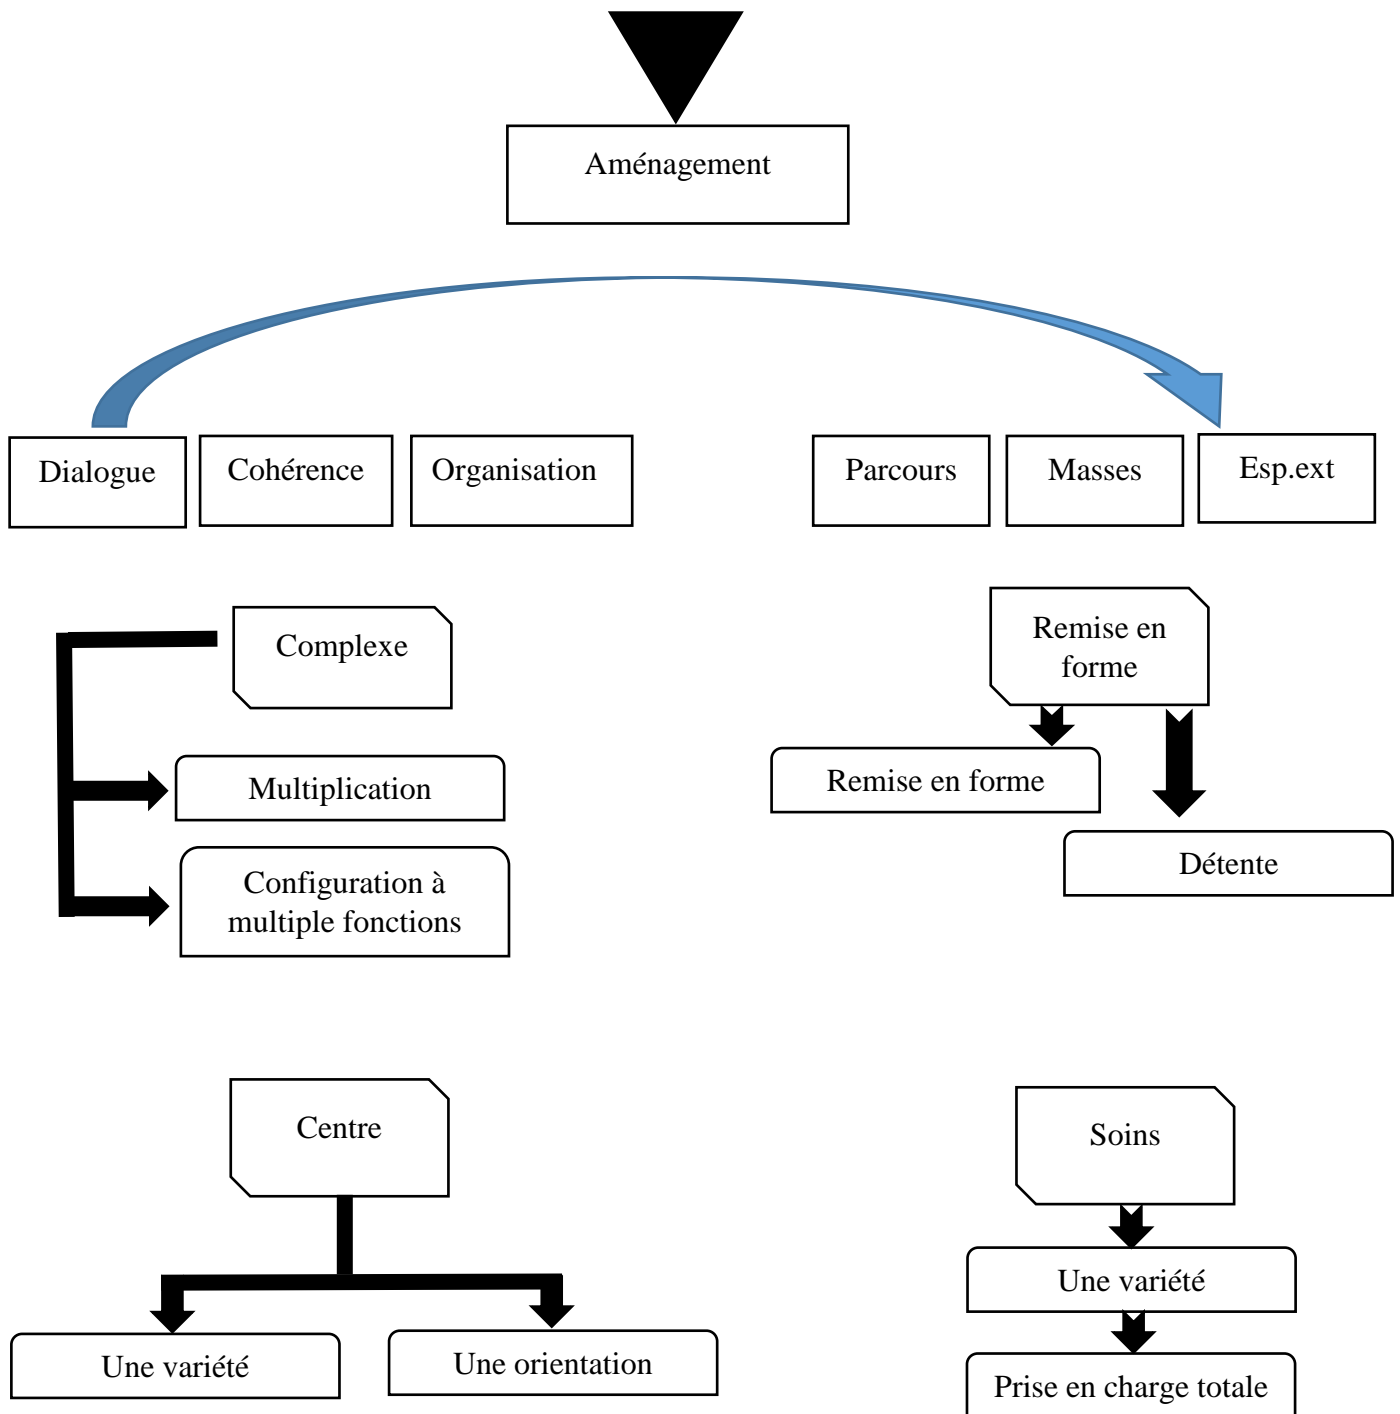 Aménagement
Dialogue
Cohérence
Organisation
Parcours
Masses
Esp.ext
Complexe
Multiplication
Configuration à
multiple fonctions
Remise en
forme
Remise en forme
Détente
Centre
Une variété
Une orientation
Soins
Une variété
Prise en charge totale